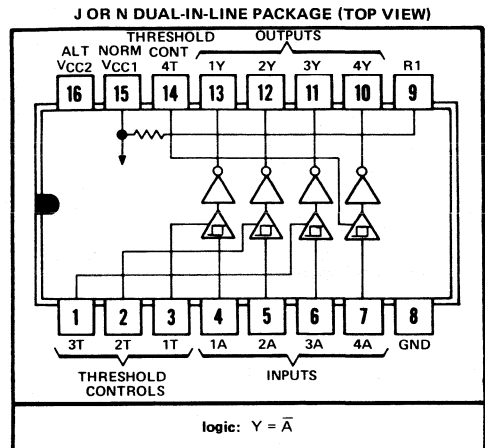 J OR N DUAL-IN-LINE PACKAGE (TOP VIEW)
THRESHOLD OUTPUTS
ALT NORM CONT
VCC2 VCC1 4T 1Y 2Y 3Y 4Y R1
16 15 14 13 12 11 10 9
1 2 3 4 5 6 7 8
3T 2T 1T 1A 2A 3A 4A GND
THRESHOLD INPUTS
CONTROLS
logic: Y = A̅